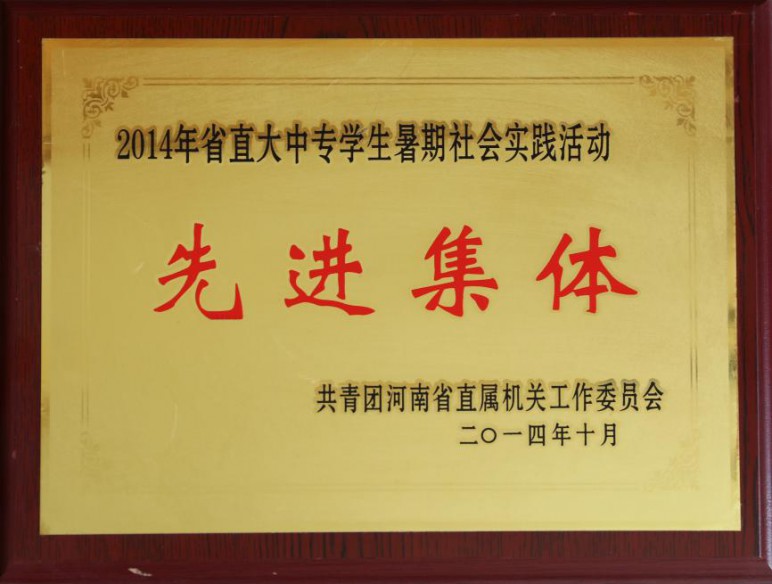 2014年省直大中专学生暑期社会实践活动
先进集体
共青团河南省直属机关工作委员会
二〇一四年十月